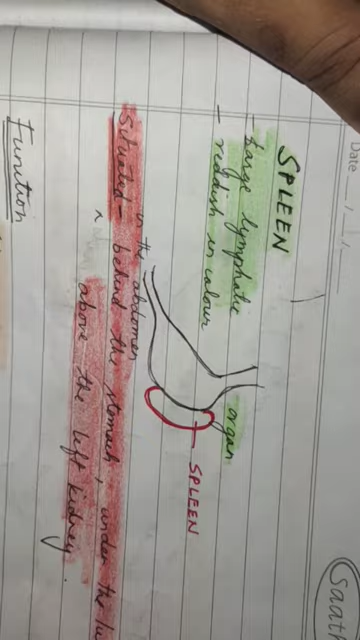 Date
Saath
SPLEEN
- Large lymphatic organ
- reddish in colour
SPLEEN
in the abdomen
Situated - behind the stomach, under the
above the left kidney.
Function